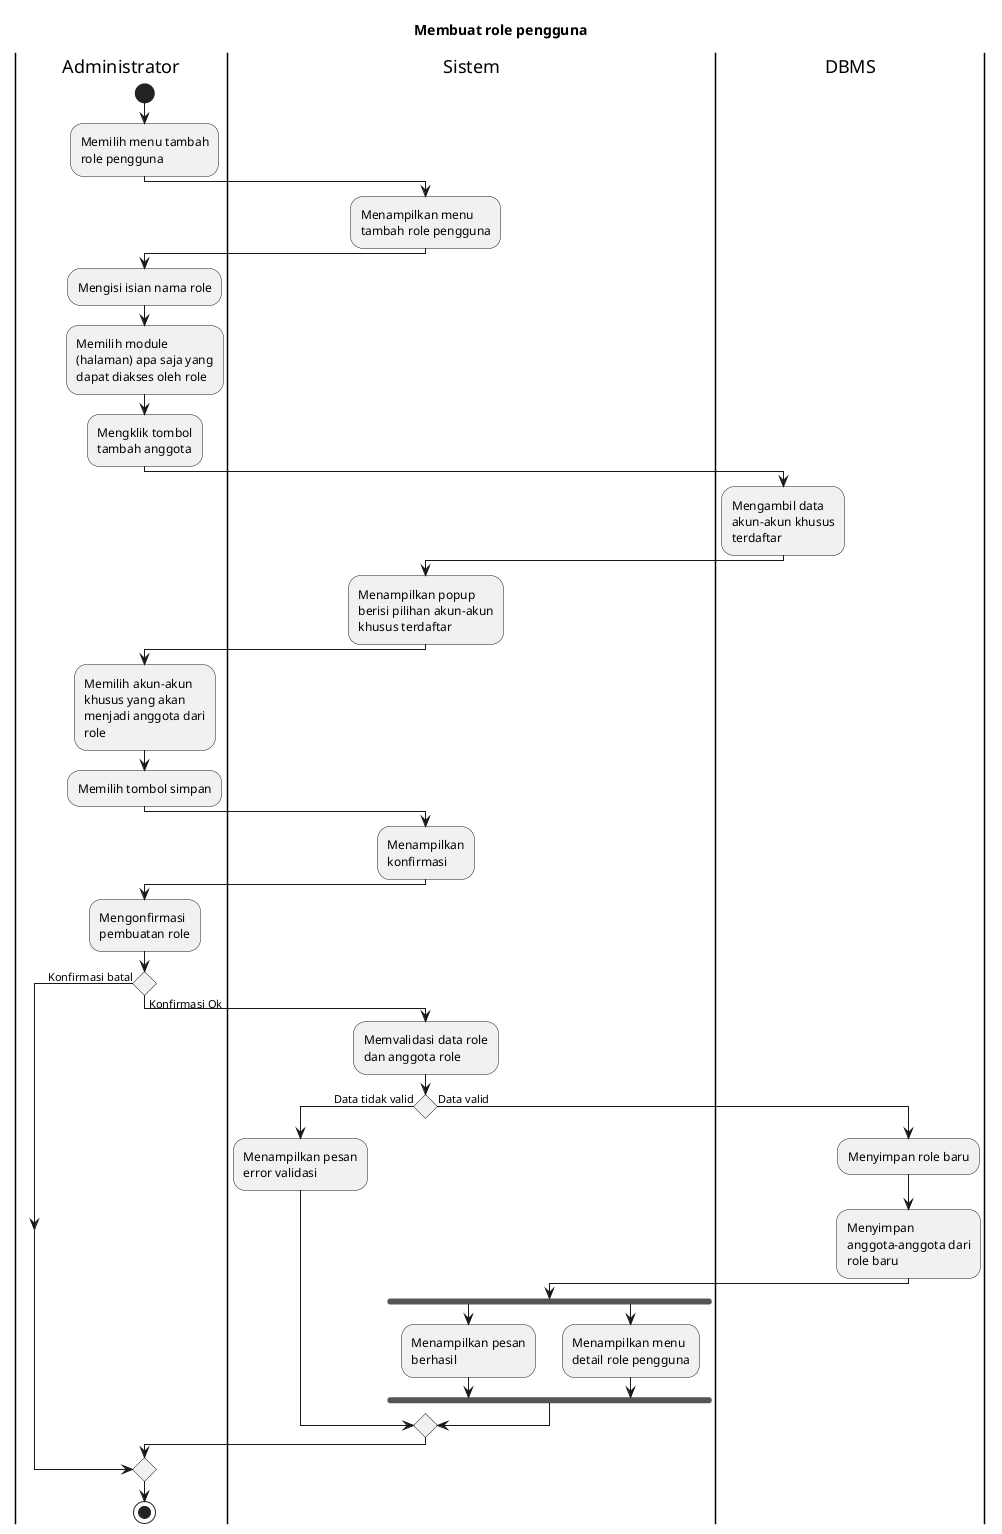 Membuat role pengguna
Administrator
Sistem
DBMS
Memilih menu tambah
role pengguna
Menampilkan menu
tambah role pengguna
Mengisi isian nama role
Memilih module
(halaman) apa saja yang
dapat diakses oleh role
Mengklik tombol
tambah anggota
Mengambil data
akun-akun khusus
terdaftar
Menampilkan popup
berisi pilihan akun-akun
khusus terdaftar
Memilih akun-akun
khusus yang akan
menjadi anggota dari
role
Memilih tombol simpan
Menampilkan
konfirmasi
Mengonfirmasi
pembuatan role
Konfirmasi batal
Konfirmasi Ok
Memvalidasi data role
dan anggota role
Data tidak valid
Data valid
Menampilkan pesan
error validasi
Menyimpan role baru
Menyimpan
anggota-anggota dari
role baru
Menampilkan pesan
berhasil
Menampilkan menu
detail role pengguna